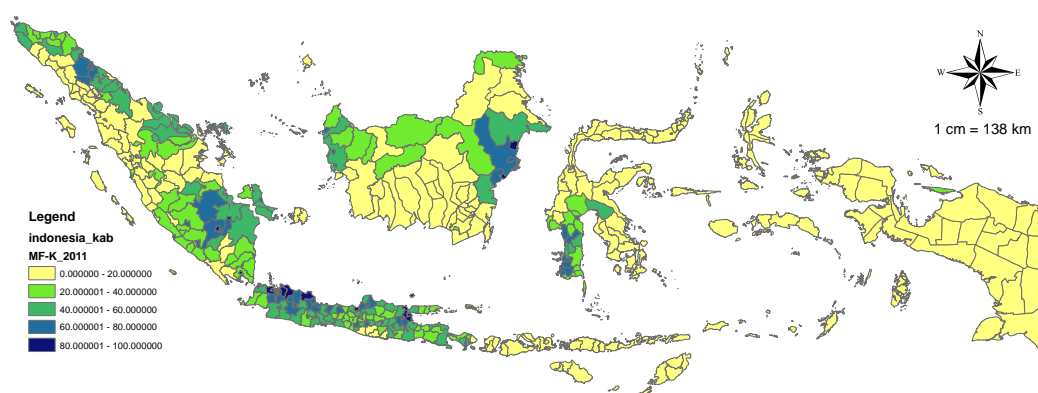 N
W E
S
1 cm = 138 km
Legend
indonesia_kab
MF-K_2011
0.000000 - 20.000000
20.000001 - 40.000000
40.000001 - 60.000000
60.000001 - 80.000000
80.000001 - 100.000000